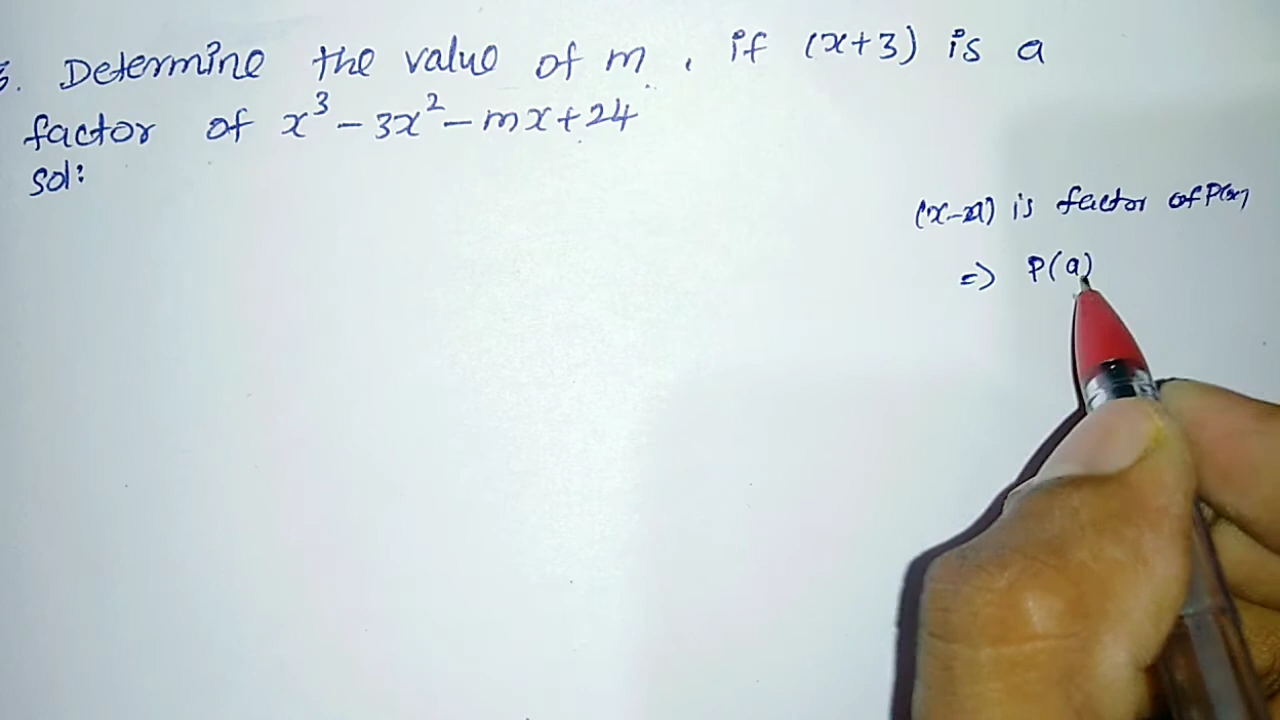 3. Determine the value of m, if (x+3) is a
factor of x³ - 3x² - mx + 24
sol:
(x-a) is factor of P(x)
=> P(a)